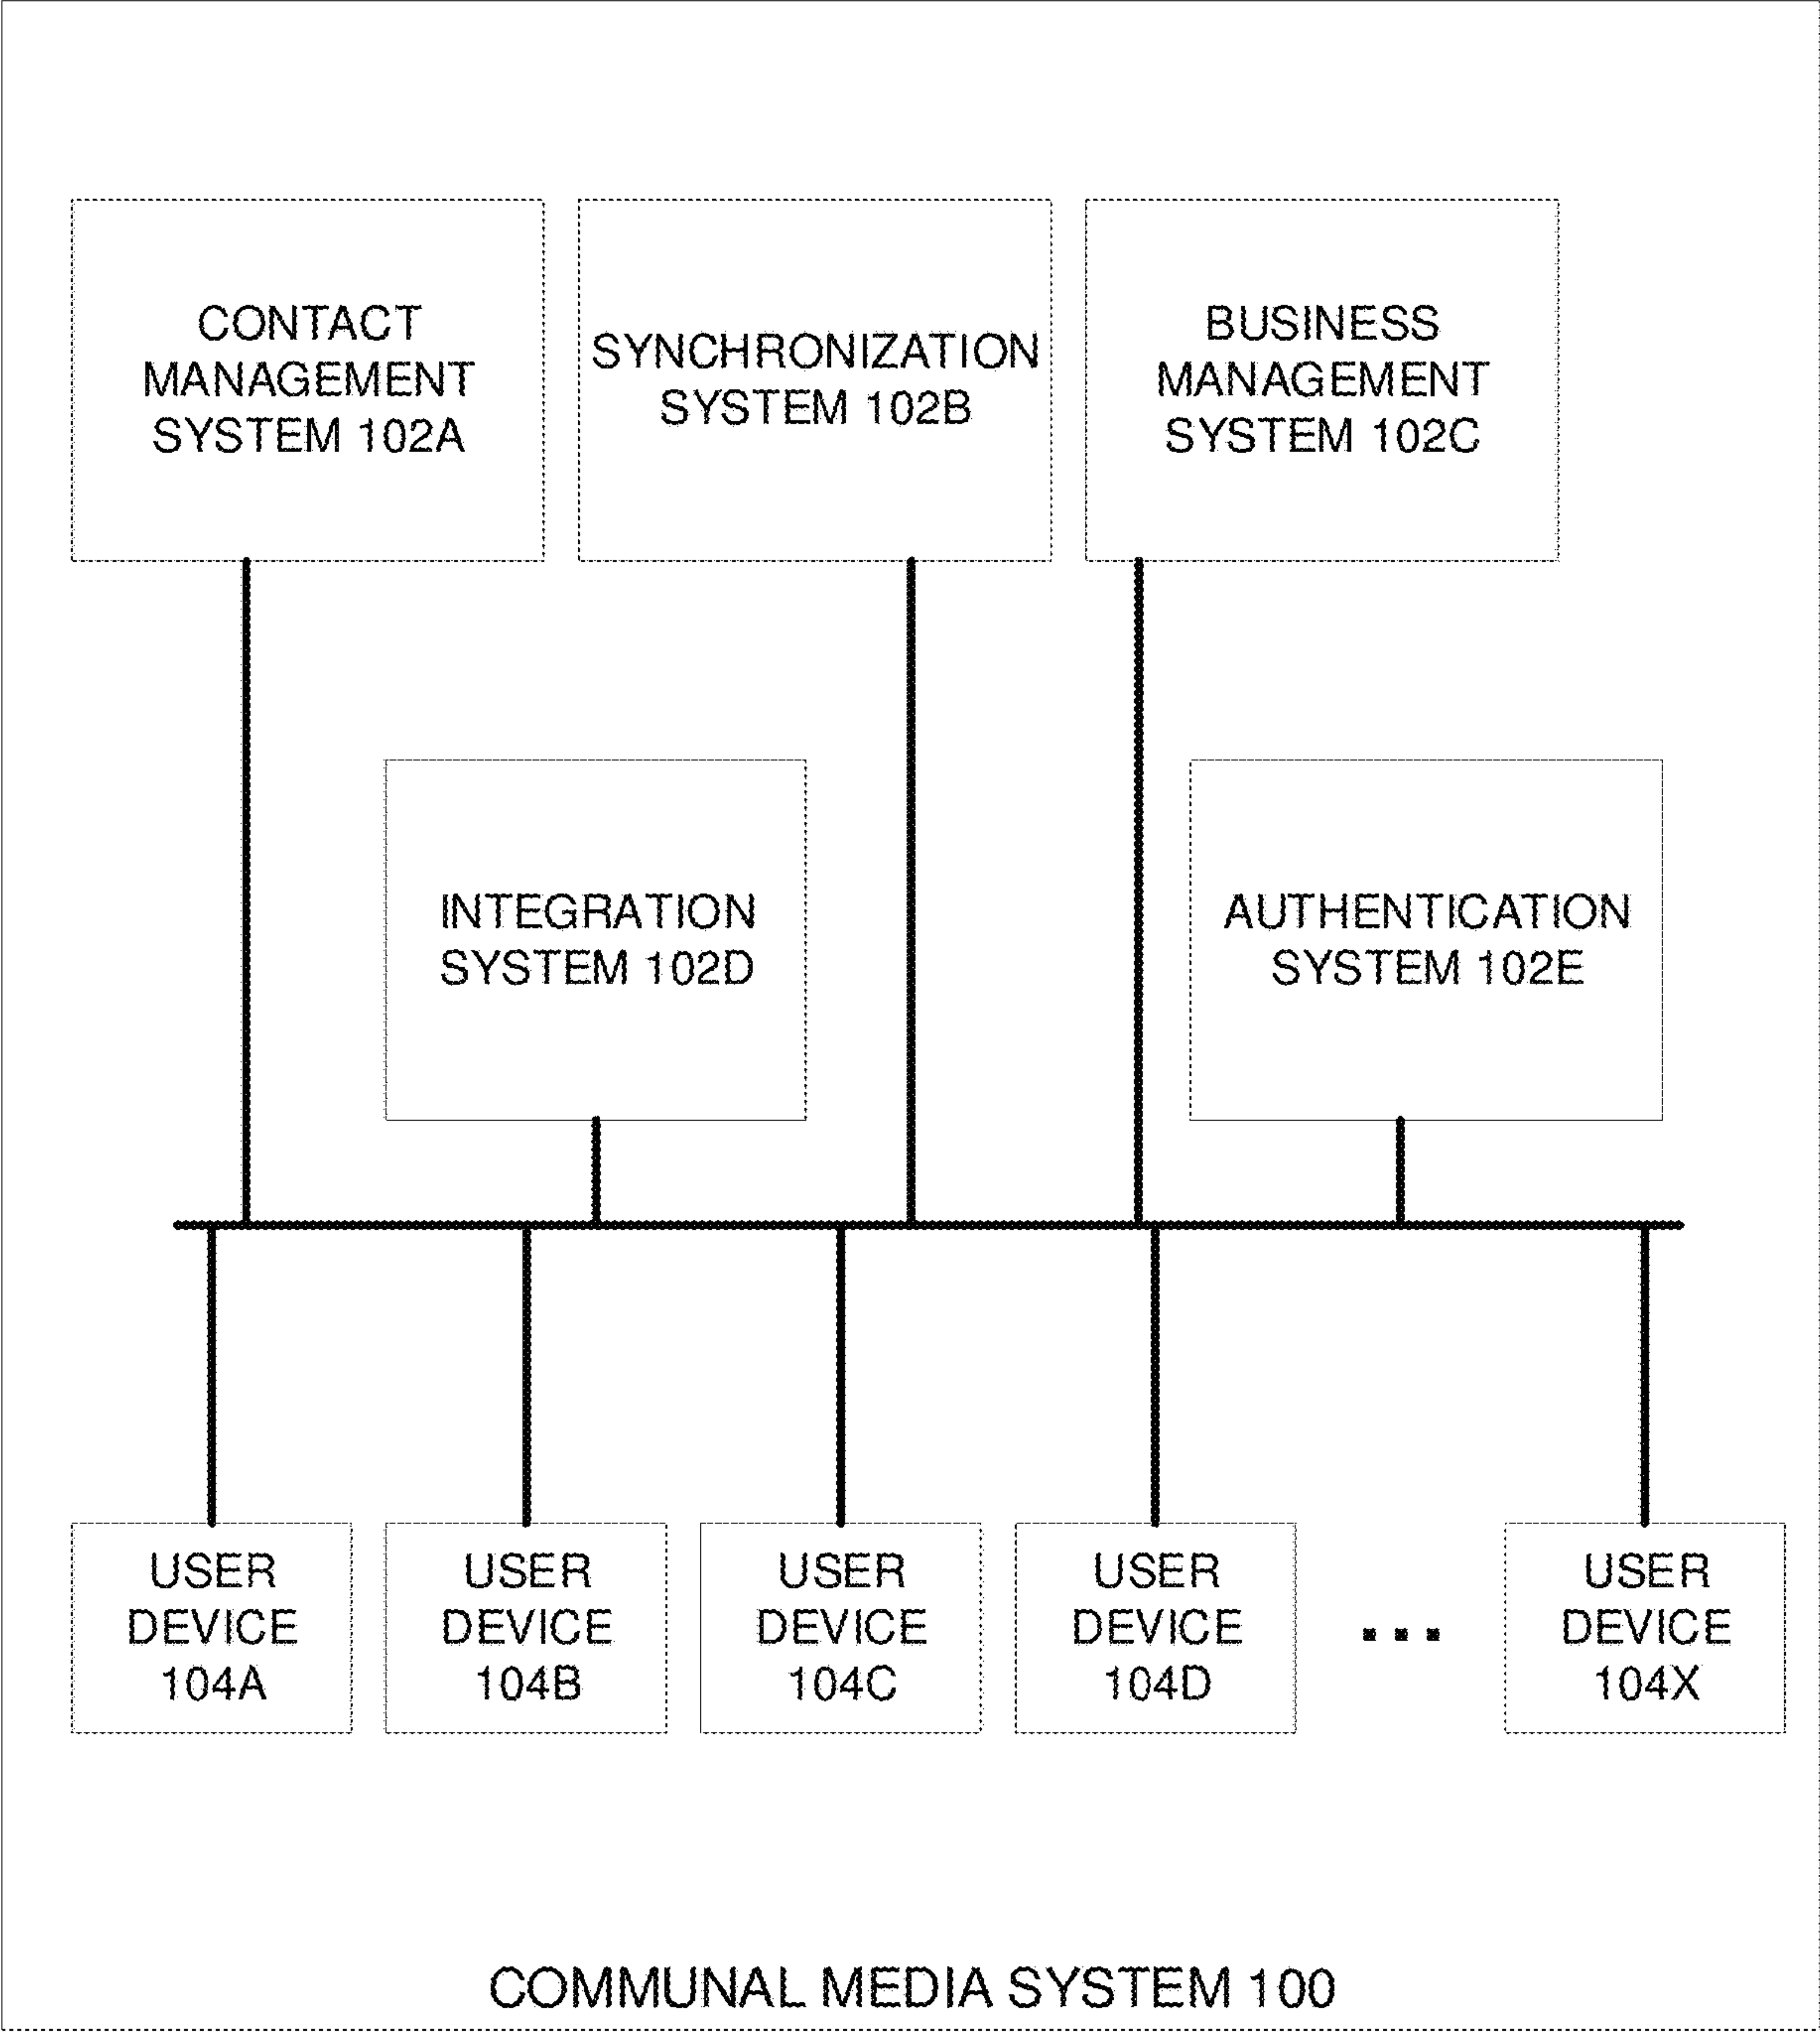 CONTACT
MANAGEMENT
SYSTEM 102A
SYNCHRONIZATION
SYSTEM 102B
BUSINESS
MANAGEMENT
SYSTEM 102C
INTEGRATION
SYSTEM 102D
AUTHENTICATION
SYSTEM 102E
USER
DEVICE
104A
USER
DEVICE
104B
USER
DEVICE
104C
USER
DEVICE
104D
...
USER
DEVICE
104X
COMMUNAL MEDIA SYSTEM 100